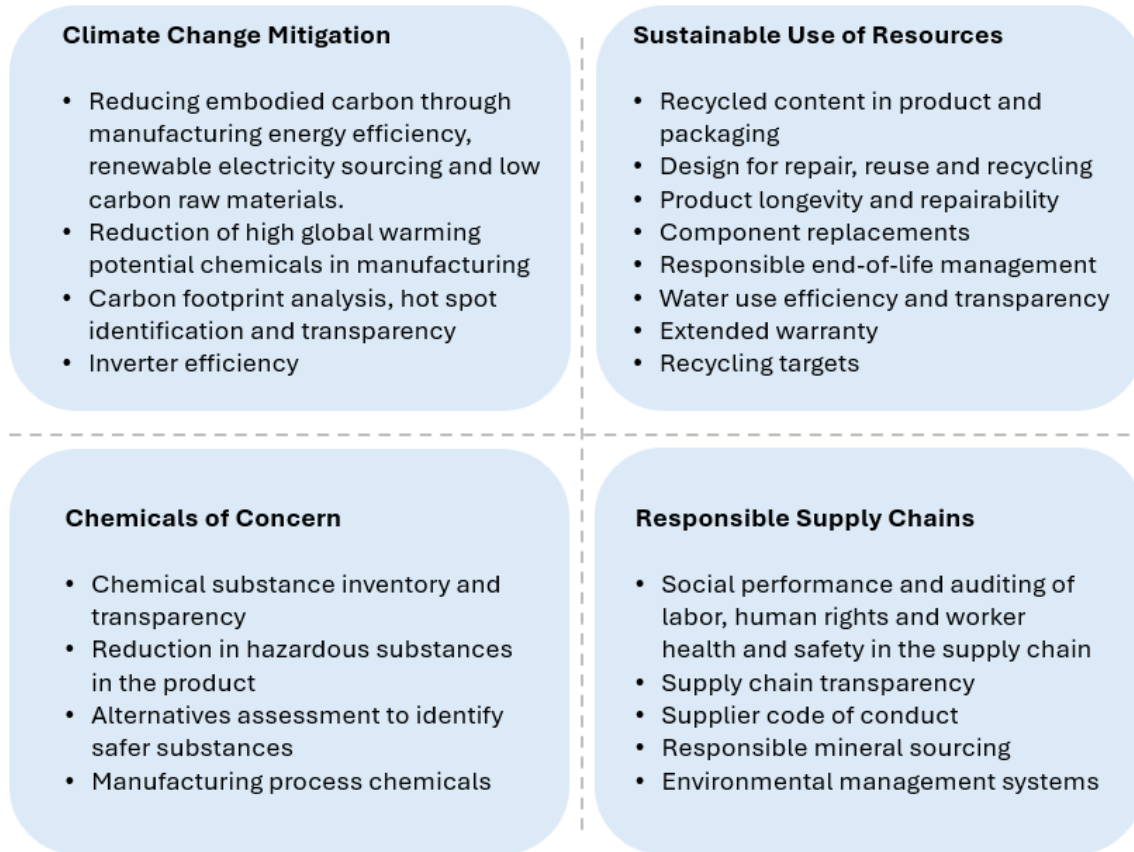 Climate Change Mitigation
• Reducing embodied carbon through
manufacturing energy efficiency,
renewable electricity sourcing and low
carbon raw materials.
• Reduction of high global warming
potential chemicals in manufacturing
• Carbon footprint analysis, hot spot
identification and transparency
• Inverter efficiency
Sustainable Use of Resources
• Recycled content in product and
packaging
• Design for repair, reuse and recycling
• Product longevity and repairability
• Component replacements
• Responsible end-of-life management
• Water use efficiency and transparency
• Extended warranty
• Recycling targets
Chemicals of Concern
• Chemical substance inventory and
transparency
• Reduction in hazardous substances
in the product
• Alternatives assessment to identify
safer substances
• Manufacturing process chemicals
Responsible Supply Chains
• Social performance and auditing of
labor, human rights and worker
health and safety in the supply chain
• Supply chain transparency
• Supplier code of conduct
• Responsible mineral sourcing
• Environmental management systems